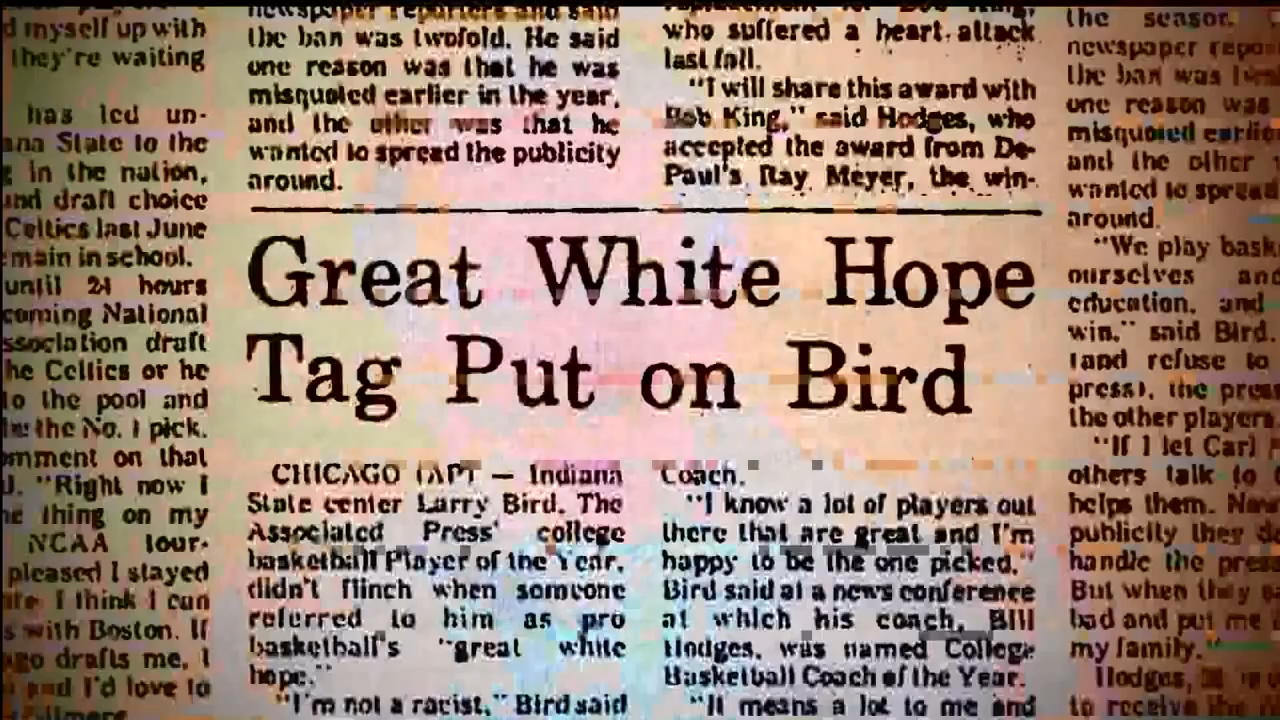 d myself up with
they're waiting
has led un-
ana State to the
g in the nation,
and draft choice
Celtics last June
main in school.
until 24 hours
coming National
ssociation draft
he Celtics or he
to the pool and
be the No. 1 pick.
omment on that
d. "Right now I
he thing on my
NCAA tour-
pleased I stayed
ate. I think I can
s with Boston. If
ago drafts me, I
and I'd love to
newspaper reporters and said
the ban was twofold. He said
one reason was that he was
misquoted earlier in the year,
and the other was that he
wanted to spread the publicity
around.
replacement for Bob King,
who suffered a heart attack
last fall.
"I will share this award with
Bob King," said Hodges, who
accepted the award from De-
Paul's Ray Meyer, the win-
Great White Hope
Tag Put on Bird
CHICAGO (AP) — Indiana
State center Larry Bird, The
Associated Press' college
basketball Player of the Year,
didn't flinch when someone
referred to him as pro
basketball's "great white
hope."
"I'm not a racist," Bird said
Coach.
"I know a lot of players out
there that are great and I'm
happy to be the one picked,"
Bird said at a news conference
at which his coach, Bill
Hodges, was named College
Basketball Coach of the Year.
"It means a lot to me and
the season.
newspaper repor
the ban was twof
one reason was
misquoted earlie
and the other
wanted to spread
around.
"We play bask
ourselves and
education, and
win," said Bird.
(and refuse to
press), the press
the other players
"If I let Carl
others talk to
helps them. Now
publicity they de
handle the press
But when they
bad and put me
my family."
Hodges,
to receive the